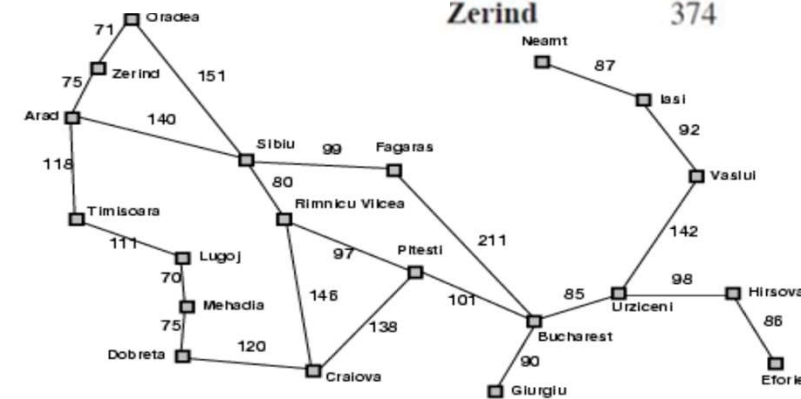 Zerind 374
Oradea
71
Neamt
87
Zerind
151
75
Iasi
Arad
140
92
Sibiu
99
Fagaras
118
80
Vaslui
Rimnicu Vilcea
Timisoara
211
142
111
Lugoj
97
Pitesti
70
146
98
Hirsova
101
85
Urziceni
Mehadia
75
138
86
Bucharest
Dobreta
120
90
Craiova
Eforie
Giurgiu